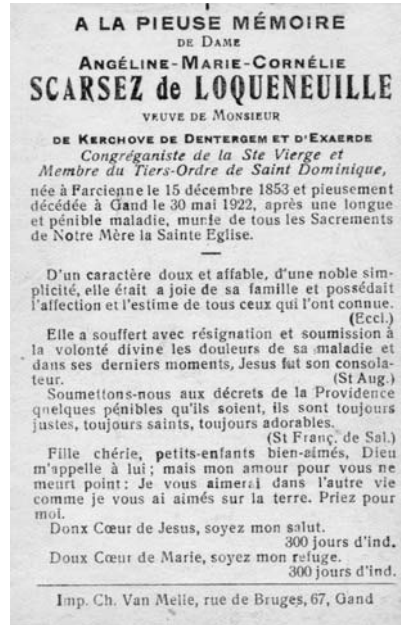 A LA PIEUSE MÉMOIRE
DE DAME
ANGÉLINE-MARIE-CORNÉLIE
SCARSEZ de LOQUENEUILLE
VEUVE DE MONSIEUR
DE KERCHOVE DE DENTERGEM ET D'EXAERDE
Congréganiste de la Ste Vierge et
Membre du Tiers-Ordre de Saint Dominique,
née à Farcienne le 15 décembre 1853 et pieusement
décédée à Gand le 30 mai 1922, après une longue
et pénible maladie, munie de tous les Sacrements
de Notre Mère la Sainte Eglise.
D'un caractère doux et affable, d'une noble sim-
plicité, elle était a joie de sa famille et possédait
l'affection et l'estime de tous ceux qui l'ont connue.
(Eccl.)
Elle a souffert avec résignation et soumission à
la volonté divine les douleurs de sa maladie et
dans ses derniers moments, Jesus fut son consola-
teur. (St Aug.)
Soumettons-nous aux décrets de la Providence
quelques pénibles qu'ils soient, ils sont toujours
justes, toujours saints, toujours adorables.
(St Franç. de Sal.)
Fille chérie, petits-enfants bien-aimés, Dieu
m'appelle à lui ; mais mon amour pour vous ne
meurt point : Je vous aimerai dans l'autre vie
comme je vous ai aimés sur la terre. Priez pour
moi.
Donx Cœur de Jesus, soyez mon salut.
300 jours d'ind.
Doux Cœur de Marie, soyez mon refuge.
300 jours d'ind.
Imp. Ch. Van Melle, rue de Bruges, 67, Gand